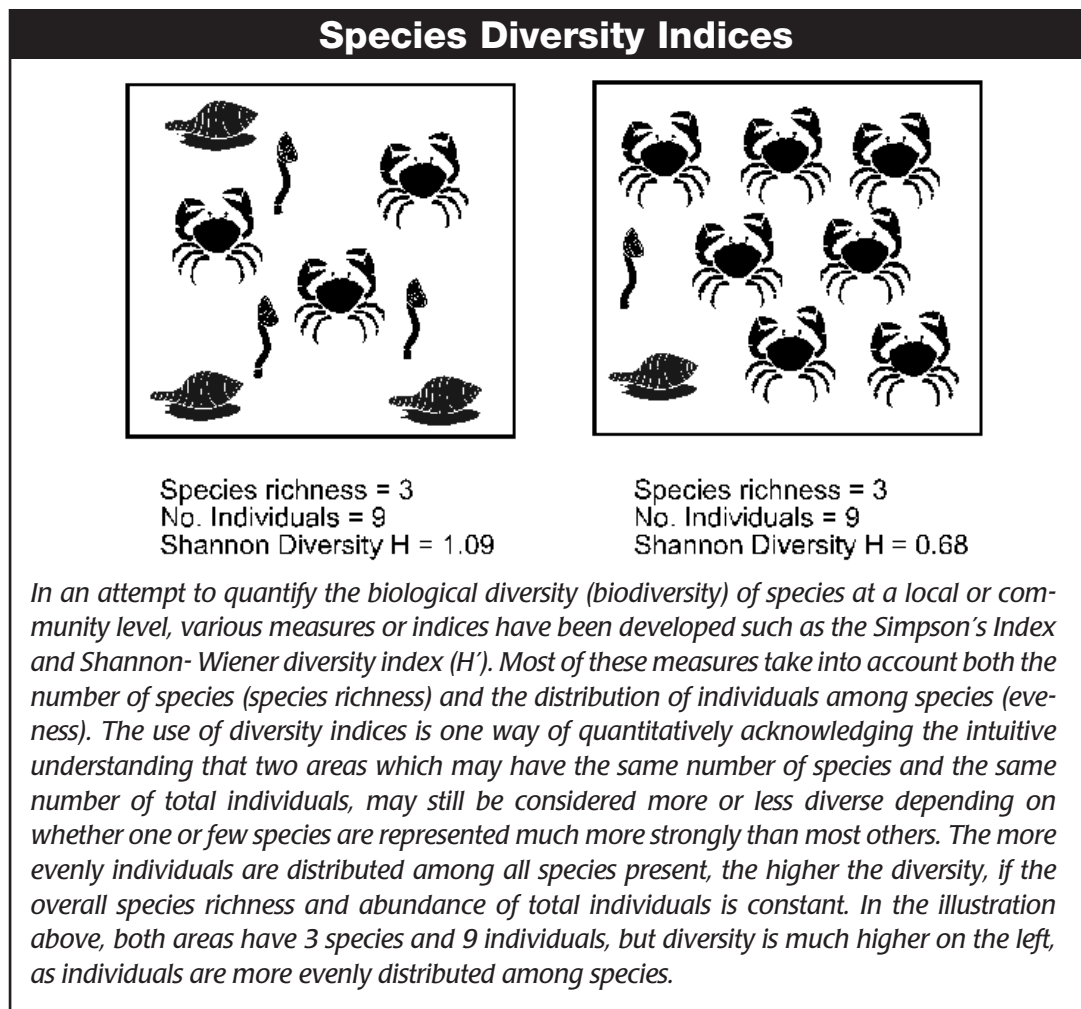 Species Diversity Indices
Species richness = 3
No. Individuals = 9
Shannon Diversity H = 1.09
Species richness = 3
No. Individuals = 9
Shannon Diversity H = 0.68
In an attempt to quantify the biological diversity (biodiversity) of species at a local or com-
munity level, various measures or indices have been developed such as the Simpson's Index
and Shannon- Wiener diversity index (H'). Most of these measures take into account both the
number of species (species richness) and the distribution of individuals among species (eve-
ness). The use of diversity indices is one way of quantitatively acknowledging the intuitive
understanding that two areas which may have the same number of species and the same
number of total individuals, may still be considered more or less diverse depending on
whether one or few species are represented much more strongly than most others. The more
evenly individuals are distributed among all species present, the higher the diversity, if the
overall species richness and abundance of total individuals is constant. In the illustration
above, both areas have 3 species and 9 individuals, but diversity is much higher on the left,
as individuals are more evenly distributed among species.